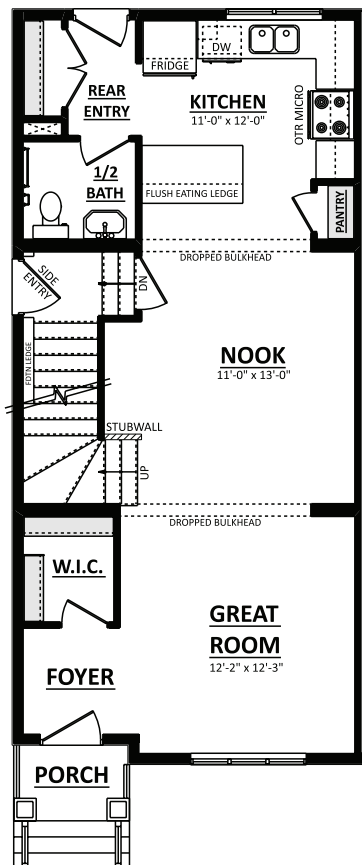 DW
FRIDGE
REAR
ENTRY
KITCHEN
11'-0" x 12'-0"
OTR MICRO
1/2
BATH
FLUSH EATING LEDGE
PANTRY
DROPPED BULKHEAD
SIDE
ENTRY
DN
FDTN LEDGE
NOOK
11'-0" x 13'-0"
STUBWALL
UP
DROPPED BULKHEAD
W.I.C.
GREAT
ROOM
12'-2" x 12'-3"
FOYER
PORCH